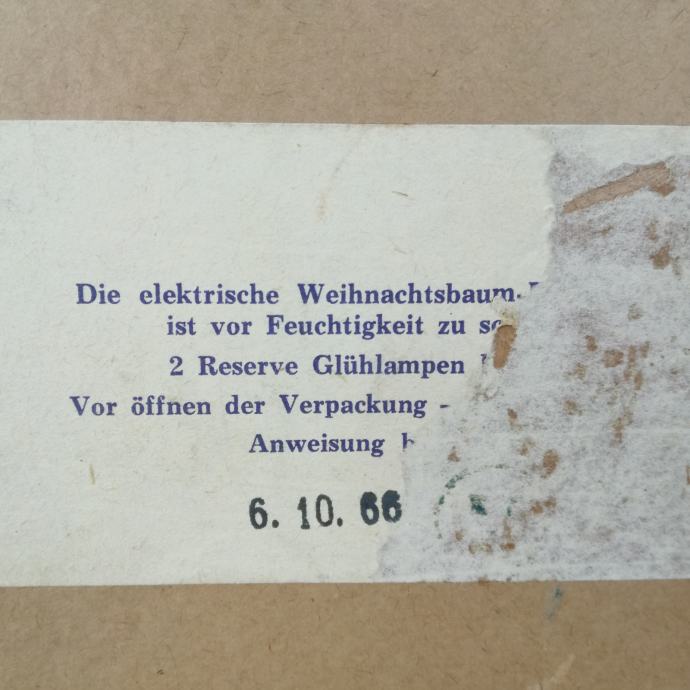 Die elektrische Weihnachtsbaum-
ist vor Feuchtigkeit zu
2 Reserve Glühlampen
Vor öffnen der Verpackung -
Anweisung
6. 10. 66